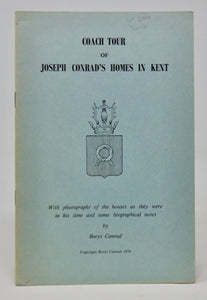 COACH TOUR
OF
JOSEPH CONRAD'S HOMES IN KENT
With photographs of the houses as they were
in his time and some biographical notes
by
Borys Conrad
Copyright Borys Conrad 1974